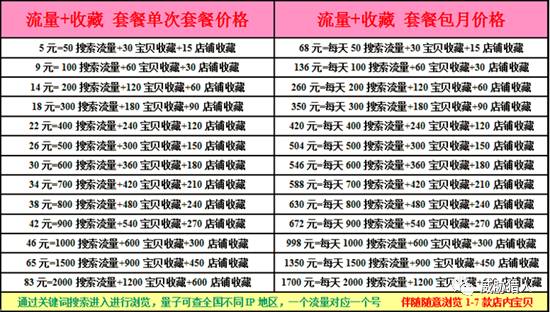 流量+收藏 套餐单次套餐价格
流量+收藏 套餐包月价格
5 元=50 搜索流量+30 宝贝收藏+15 店铺收藏
68 元=每天 50 搜索流量+30 宝贝收藏+15 店铺收藏
9 元= 100 搜索流量+60 宝贝收藏+30 店铺收藏
136 元=每天 100 搜索流量+60 宝贝收藏+30 店铺收藏
14 元= 200 搜索流量+120 宝贝收藏+60 店铺收藏
260 元=每天 200 搜索流量+120 宝贝收藏+60 店铺收藏
18 元=300 搜索流量+180 宝贝收藏+90 店铺收藏
350 元=每天 300 搜索流量+180 宝贝收藏+90 店铺收藏
22 元=400 搜索流量+240 宝贝收藏+120 店铺收藏
420 元=每天 400 搜索流量+240 宝贝收藏+120 店铺收藏
26 元=500 搜索流量+300 宝贝收藏+150 店铺收藏
504 元=每天 500 搜索流量+300 宝贝收藏+150 店铺收藏
30 元=600 搜索流量+360 宝贝收藏+180 店铺收藏
546 元=每天 600 搜索流量+360 宝贝收藏+180 店铺收藏
34 元=700 搜索流量+420 宝贝收藏+210 店铺收藏
588 元=每天 700 搜索流量+420 宝贝收藏+210 店铺收藏
38 元=800 搜索流量+480 宝贝收藏+240 店铺收藏
630 元=每天 800 搜索流量+480 宝贝收藏+240 店铺收藏
42 元=900 搜索流量+540 宝贝收藏+270 店铺收藏
672 元=每天 900 搜索流量+540 宝贝收藏+270 店铺收藏
46 元=1000 搜索流量+600 宝贝收藏+300 店铺收藏
998 元=每天 1000 搜索流量+600 宝贝收藏+300 店铺收藏
65 元=1500 搜索流量+900 宝贝收藏+450 店铺收藏
1350 元=每天 1500 搜索流量+900 宝贝收藏+450 店铺收藏
83 元=2000 搜索流量+1200 宝贝收藏+600 店铺收藏
1700 元=每天 2000 搜索流量+1200 宝贝收藏
威胁猎人
通过关键词搜索进入进行浏览，量子可查全国不同 IP 地区，一个流量对应一个号
伴随随意浏览 1-7 款店内宝贝